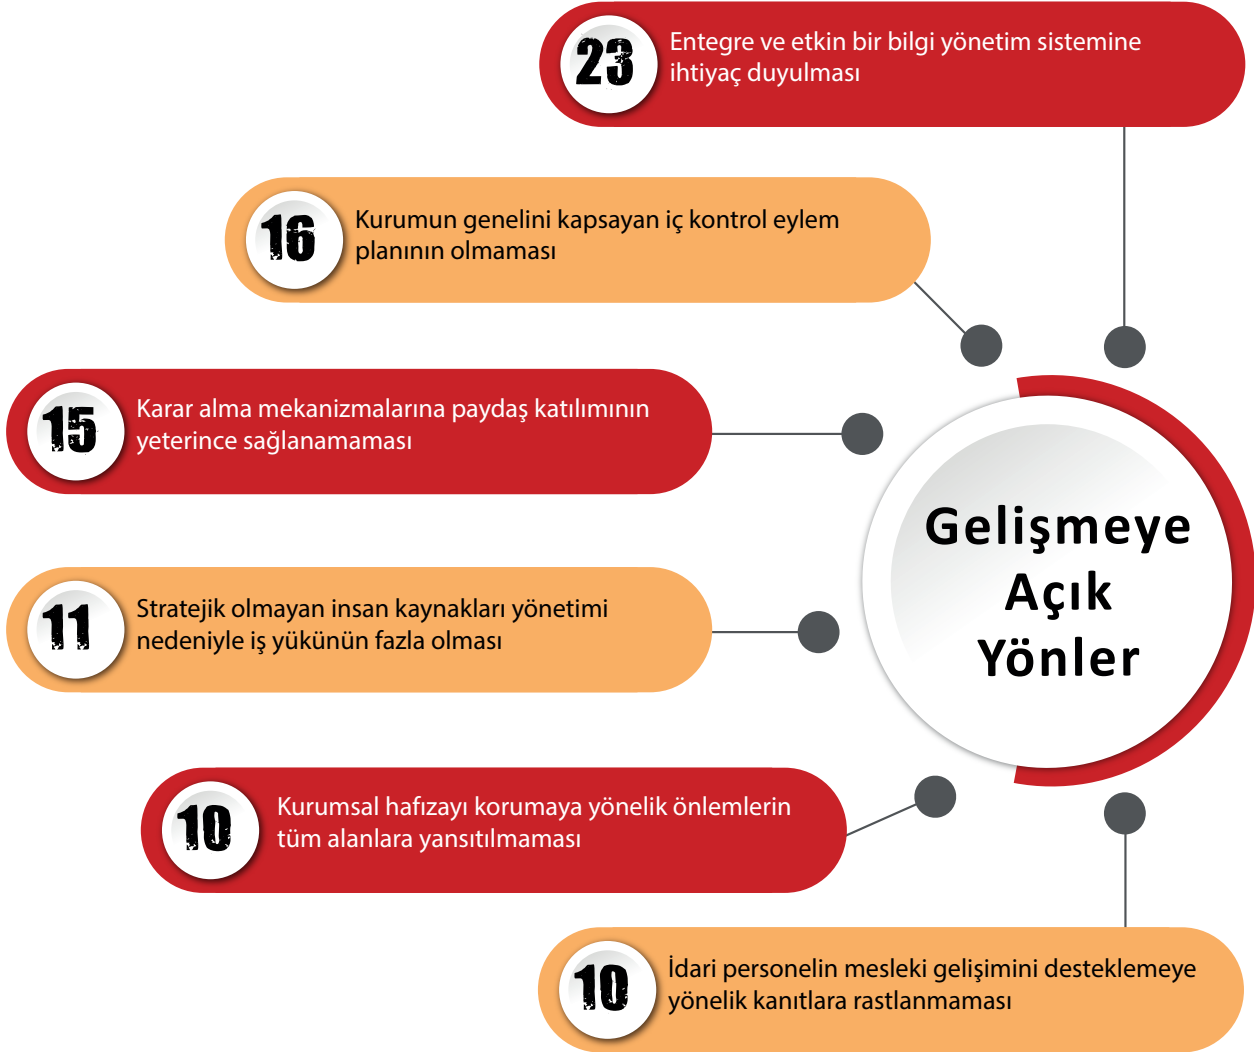 23
Entegre ve etkin bir bilgi yönetim sistemine
ihtiyaç duyulması
16
Kurumun genelini kapsayan iç kontrol eylem
planının olmaması
15
Karar alma mekanizmalarına paydaş katılımının
yeterince sağlanamaması
11
Stratejik olmayan insan kaynakları yönetimi
nedeniyle iş yükünün fazla olması
10
Kurumsal hafızayı korumaya yönelik önlemlerin
tüm alanlara yansıtılmaması
10
İdari personelin mesleki gelişimini desteklemeye
yönelik kanıtlara rastlanmaması
Gelişmeye
Açık
Yönler